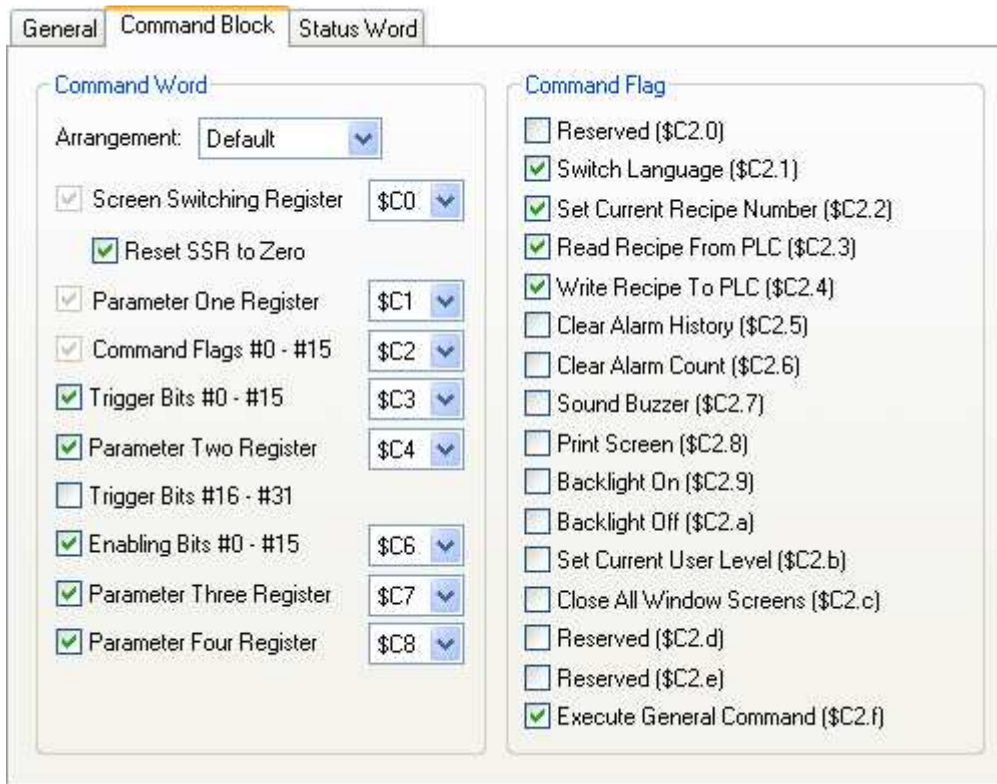 General Command Block Status Word
Command Word
Arrangement: Default
Screen Switching Register $C0
Reset SSR to Zero
Parameter One Register $C1
Command Flags #0 - #15 $C2
Trigger Bits #0 - #15 $C3
Parameter Two Register $C4
Trigger Bits #16 - #31
Enabling Bits #0 - #15 $C6
Parameter Three Register $C7
Parameter Four Register $C8
Command Flag
Reserved ($C2.0)
Switch Language ($C2.1)
Set Current Recipe Number ($C2.2)
Read Recipe From PLC ($C2.3)
Write Recipe To PLC ($C2.4)
Clear Alarm History ($C2.5)
Clear Alarm Count ($C2.6)
Sound Buzzer ($C2.7)
Print Screen ($C2.8)
Backlight On ($C2.9)
Backlight Off ($C2.a)
Set Current User Level ($C2.b)
Close All Window Screens ($C2.c)
Reserved ($C2.d)
Reserved ($C2.e)
Execute General Command ($C2.f)